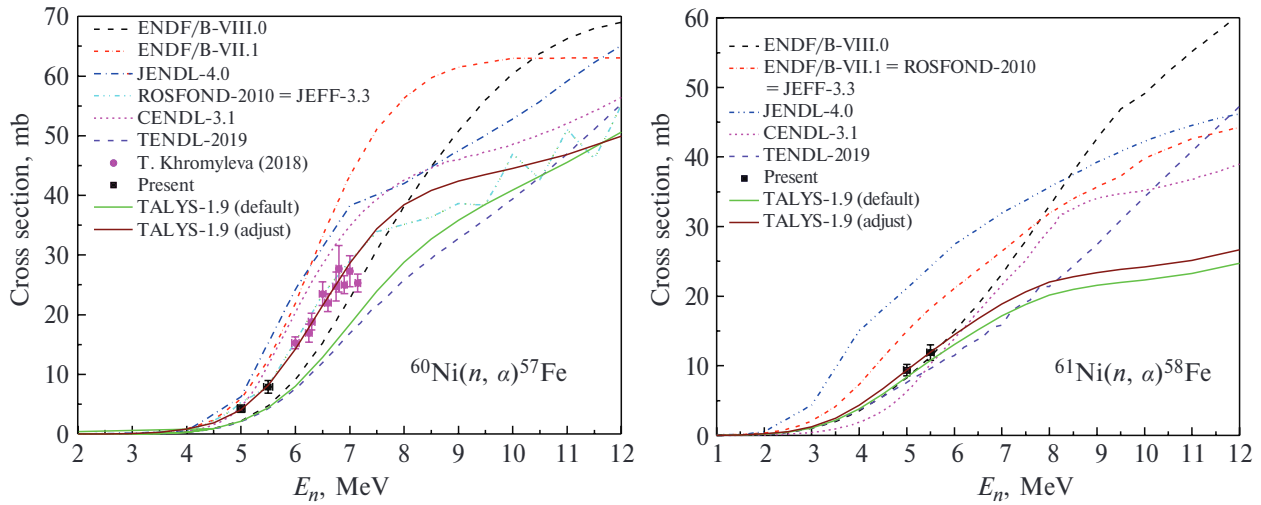 70
60
50
40
30
20
10
0
Cross section, mb
ENDF/B-VIII.0
ENDF/B-VII.1
JENDL-4.0
ROSFOND-2010 = JEFF-3.3
CENDL-3.1
TENDL-2019
T. Khromyleva (2018)
Present
TALYS-1.9 (default)
TALYS-1.9 (adjust)
⁶⁰Ni(n, α)⁵⁷Fe
2 3 4 5 6 7 8 9 10 11 12
Eₙ, MeV
60
50
40
30
20
10
0
Cross section, mb
ENDF/B-VIII.0
ENDF/B-VII.1 = ROSFOND-2010
= JEFF-3.3
JENDL-4.0
CENDL-3.1
TENDL-2019
Present
TALYS-1.9 (default)
TALYS-1.9 (adjust)
⁶¹Ni(n, α)⁵⁸Fe
1 2 3 4 5 6 7 8 9 10 11 12
Eₙ, MeV